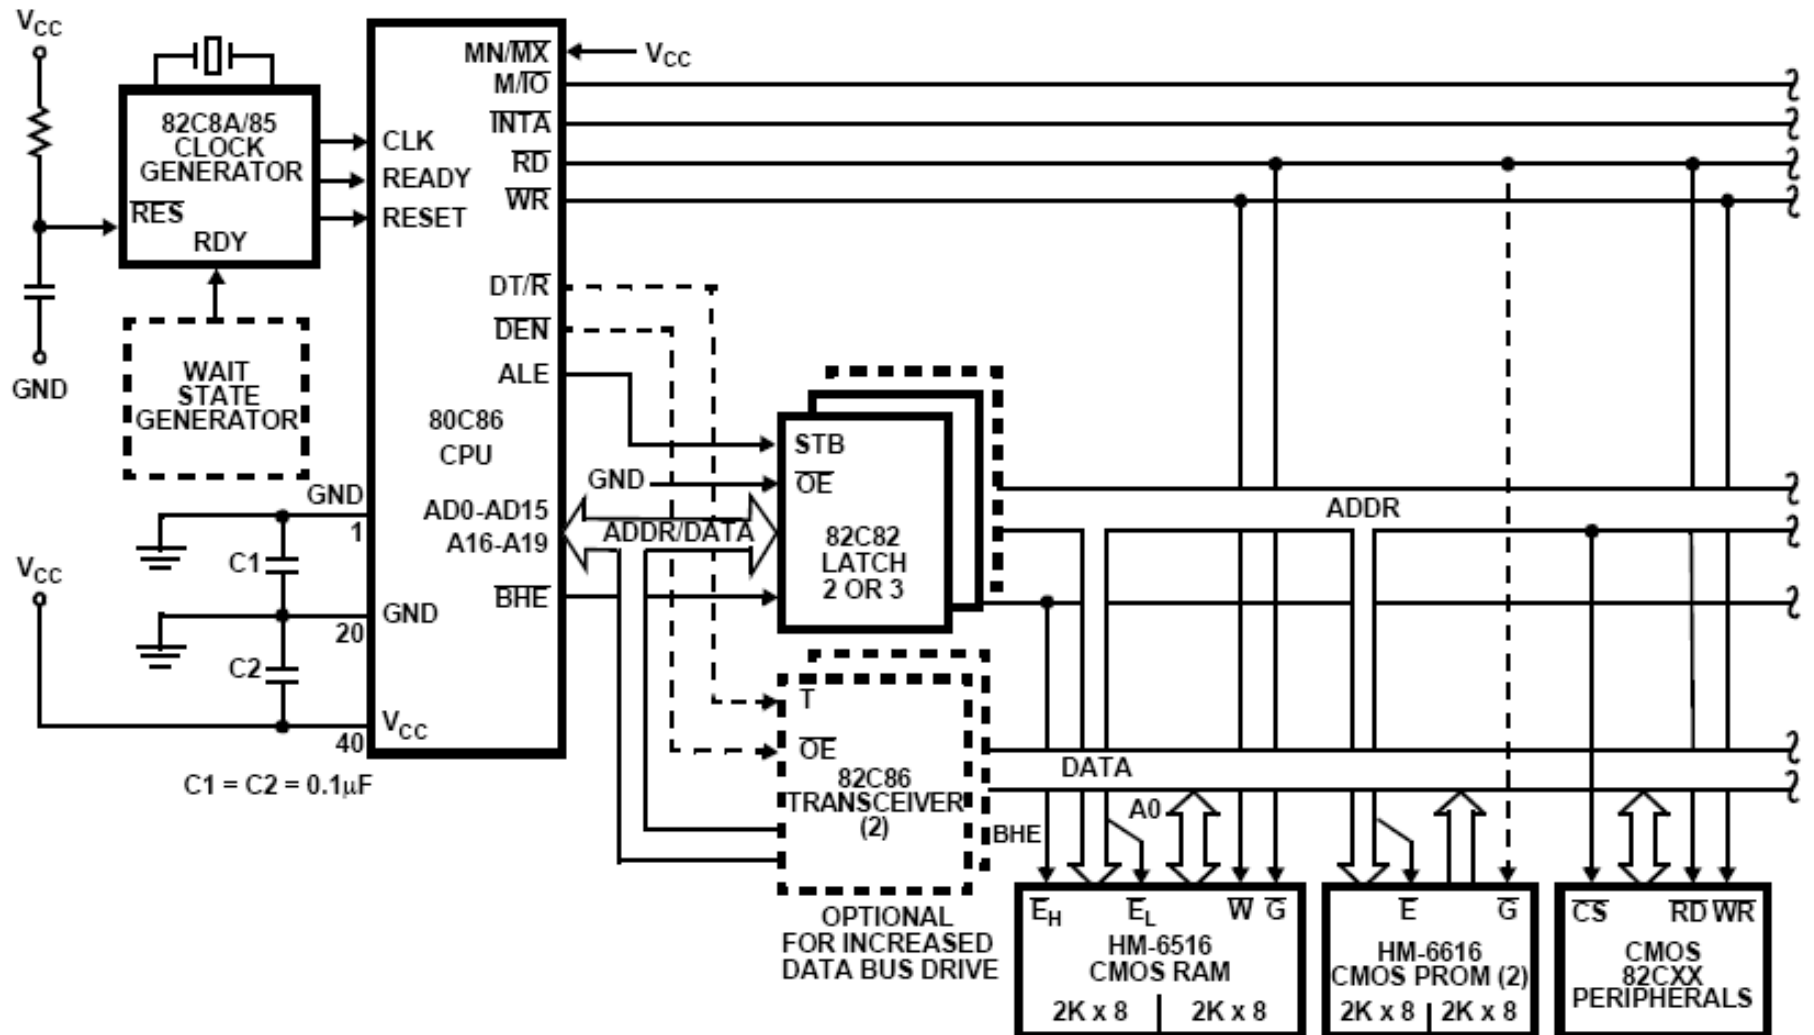 VCC
82C8A/85
CLOCK
GENERATOR
RES
RDY
GND
WAIT
STATE
GENERATOR
MN/MX
VCC
M/IO
INTA
RD
WR
CLK
READY
RESET
DT/R
DEN
ALE
80C86
CPU
AD0-AD15
A16-A19
BHE
GND
1
C1
GND
20
C2
VCC
VCC
40
C1 = C2 = 0.1μF
STB
GND
OE
ADDR/DATA
82C82
LATCH
2 OR 3
ADDR
T
OE
82C86
TRANSCEIVER
(2)
OPTIONAL
FOR INCREASED
DATA BUS DRIVE
DATA
A0
BHE
EH EL W G
HM-6516
CMOS RAM
2K x 8 2K x 8
E G
HM-6616
CMOS PROM (2)
2K x 8 2K x 8
CS RD WR
CMOS
82CXX
PERIPHERALS